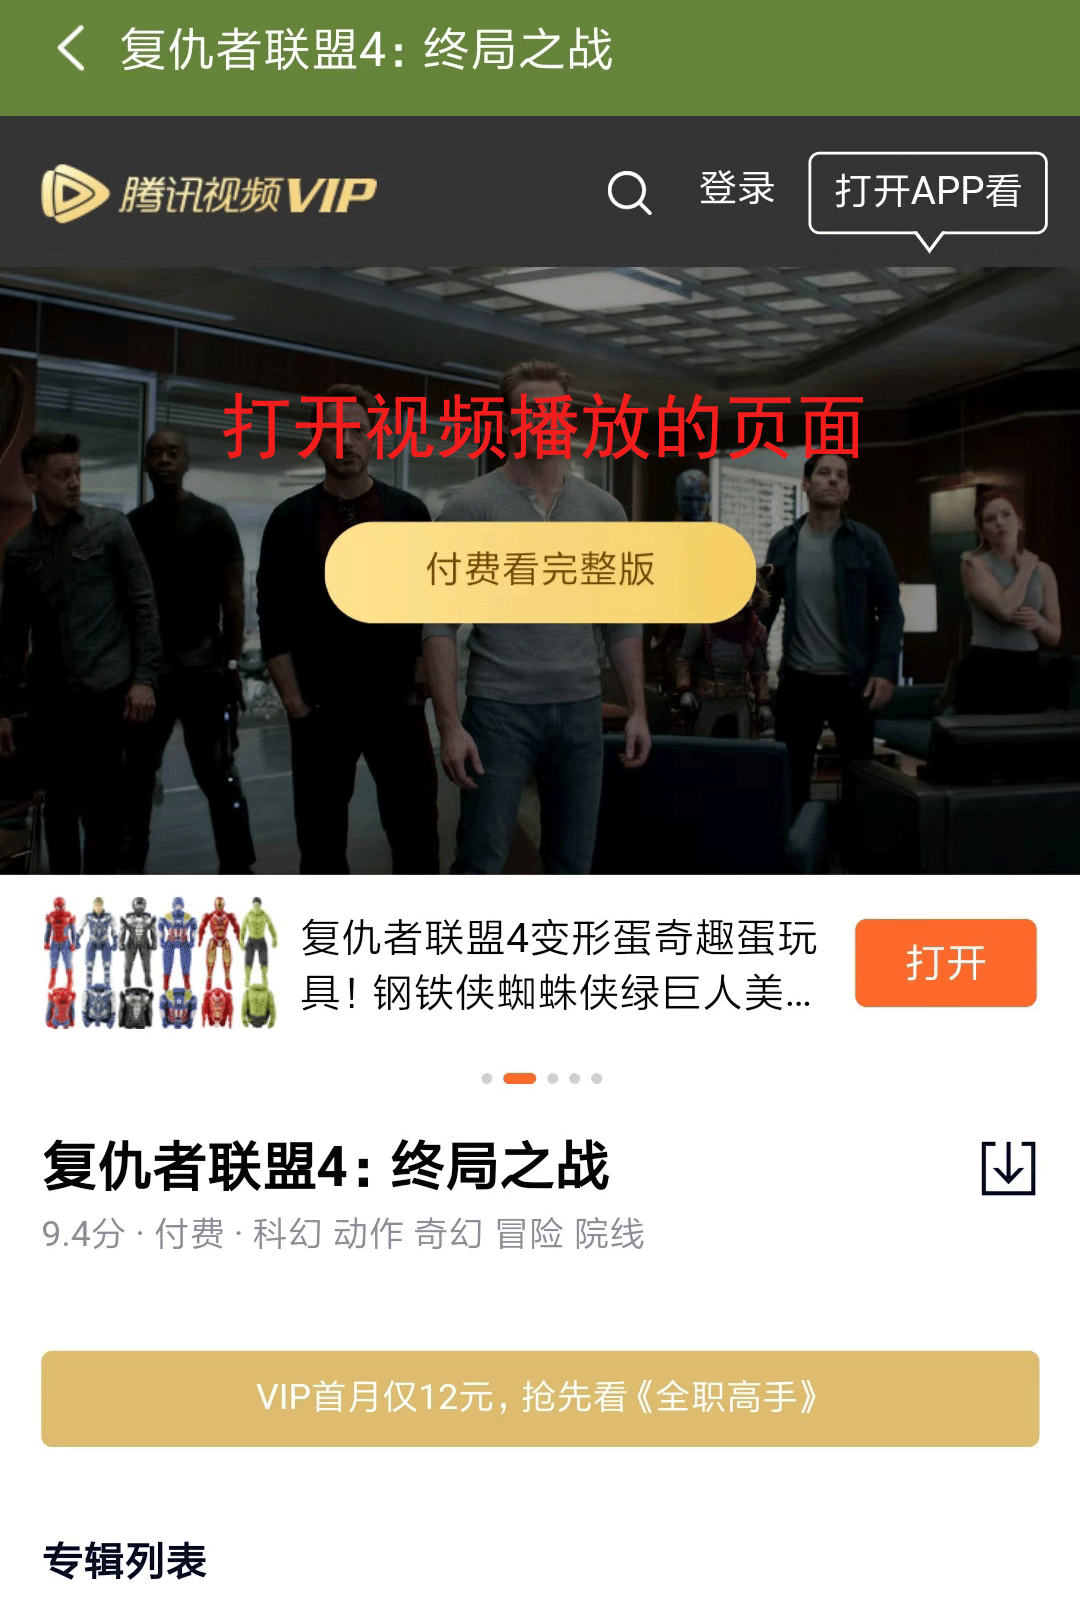 复仇者联盟4：终局之战
腾讯视频VIP
登录
打开APP看
打开视频播放的页面
付费看完整版
复仇者联盟4变形蛋奇趣蛋玩
具！钢铁侠蜘蛛侠绿巨人美...
打开
复仇者联盟4：终局之战
9.4分 · 付费 · 科幻 动作 奇幻 冒险 院线
VIP首月仅12元，抢先看《全职高手》
专辑列表